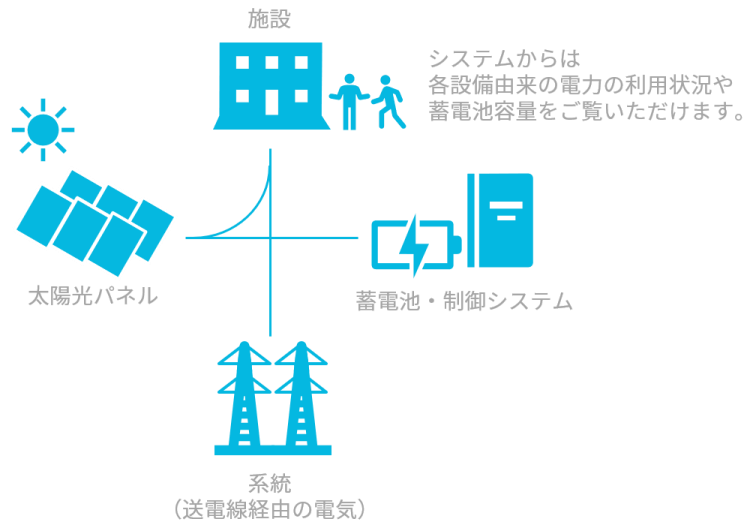 施設
システムからは
各設備由来の電力の利用状況や
蓄電池容量をご覧いただけます。
太陽光パネル
蓄電池・制御システム
系統
（送電線経由の電気）